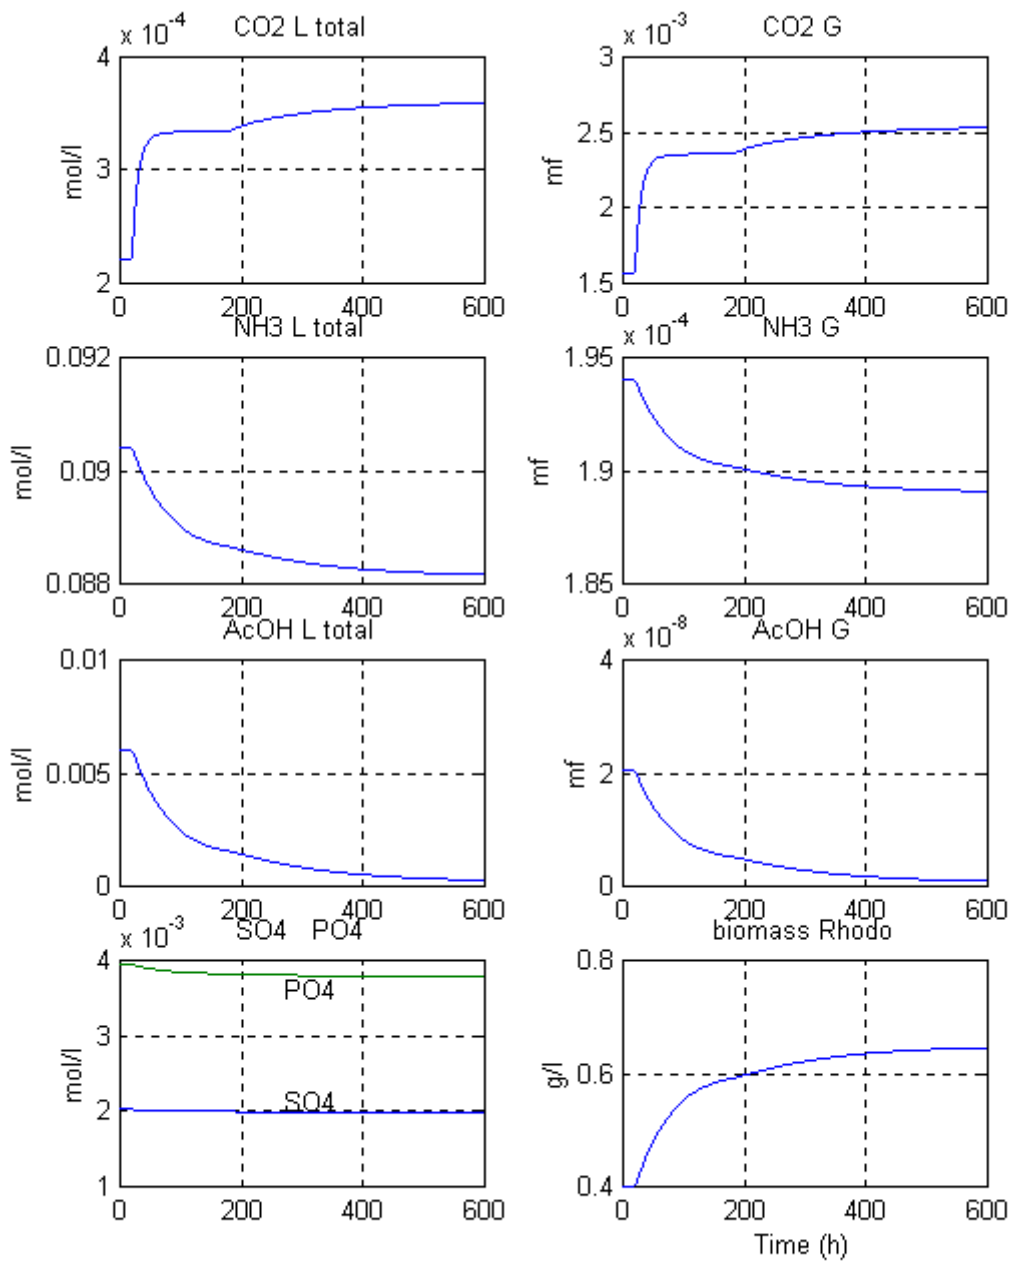 x 10-4
CO2 L total
4
3
2
mol/l
0
200
400
600
x 10-3
CO2 G
3
2.5
2
1.5
mf
0
200
400
600
NH3 L total
0.092
0.09
0.088
mol/l
0
200
400
600
x 10-4
NH3 G
1.95
1.9
1.85
mf
0
200
400
600
AcOH L total
0.01
0.005
0
mol/l
0
200
400
600
x 10-8
AcOH G
4
2
0
mf
0
200
400
600
x 10-3
SO4 PO4
4
3
2
1
mol/l
PO4
SO4
0
200
400
600
biomass Rhodo
0.8
0.6
0.4
g/l
0
200
400
600
Time (h)